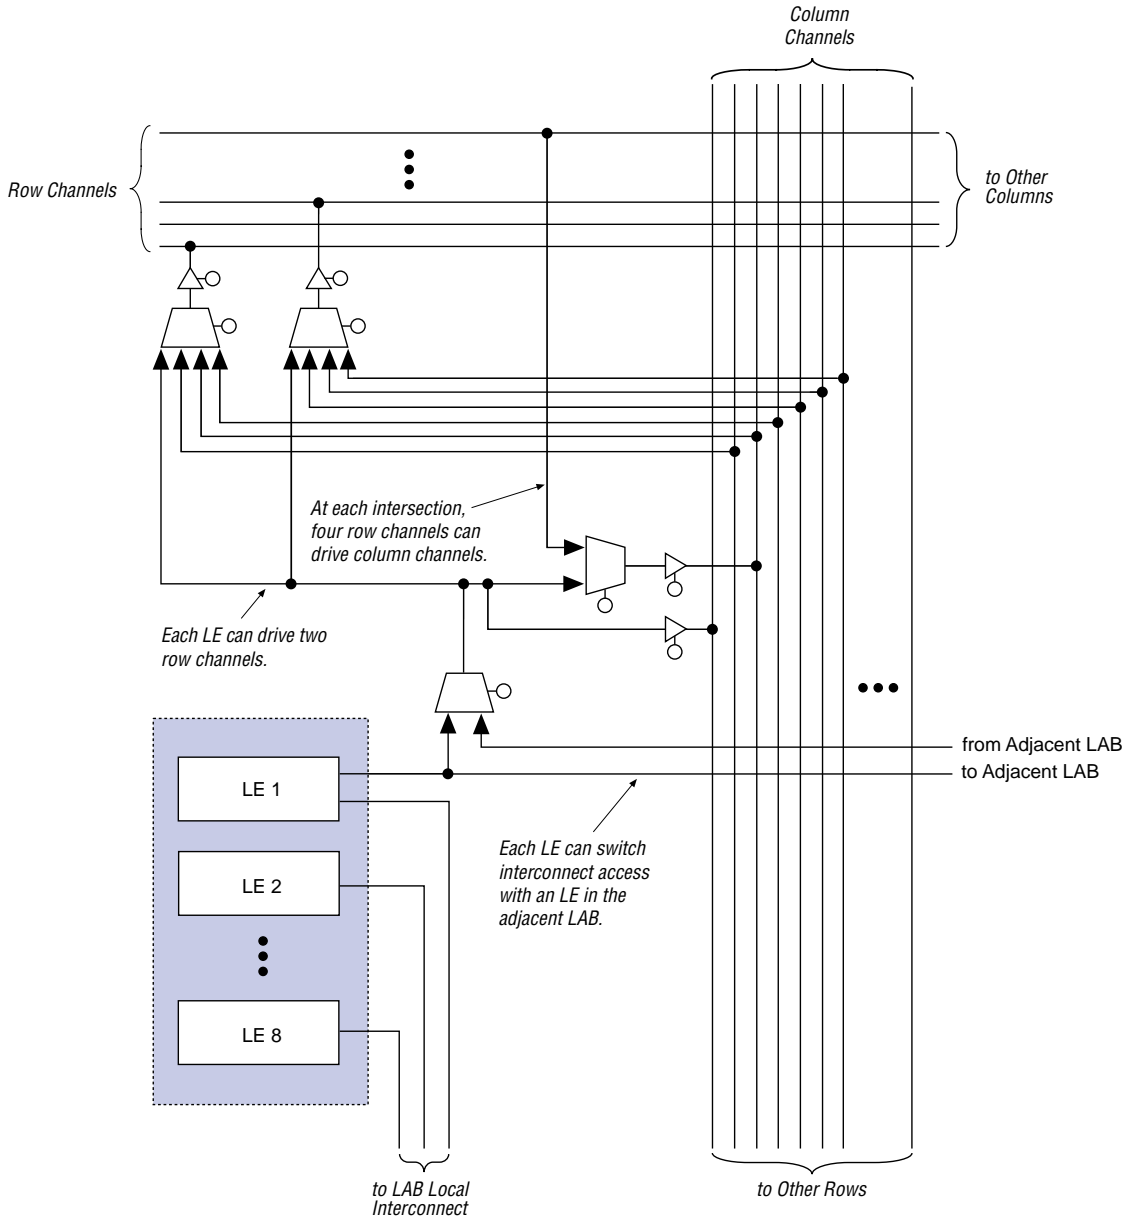 Column
Channels
Row Channels
to Other
Columns
At each intersection,
four row channels can
drive column channels.
Each LE can drive two
row channels.
from Adjacent LAB
to Adjacent LAB
LE 1
Each LE can switch
interconnect access
with an LE in the
adjacent LAB.
LE 2
LE 8
to LAB Local
Interconnect
to Other Rows